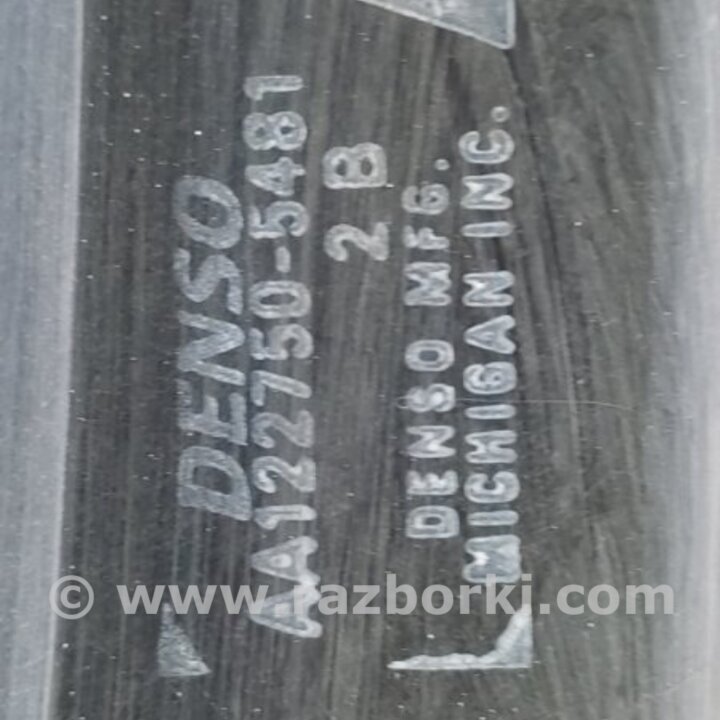 DENSO
AA122750-5481
2B
DENSO MFG.
MICHIGAN INC.
© www.razborki.com